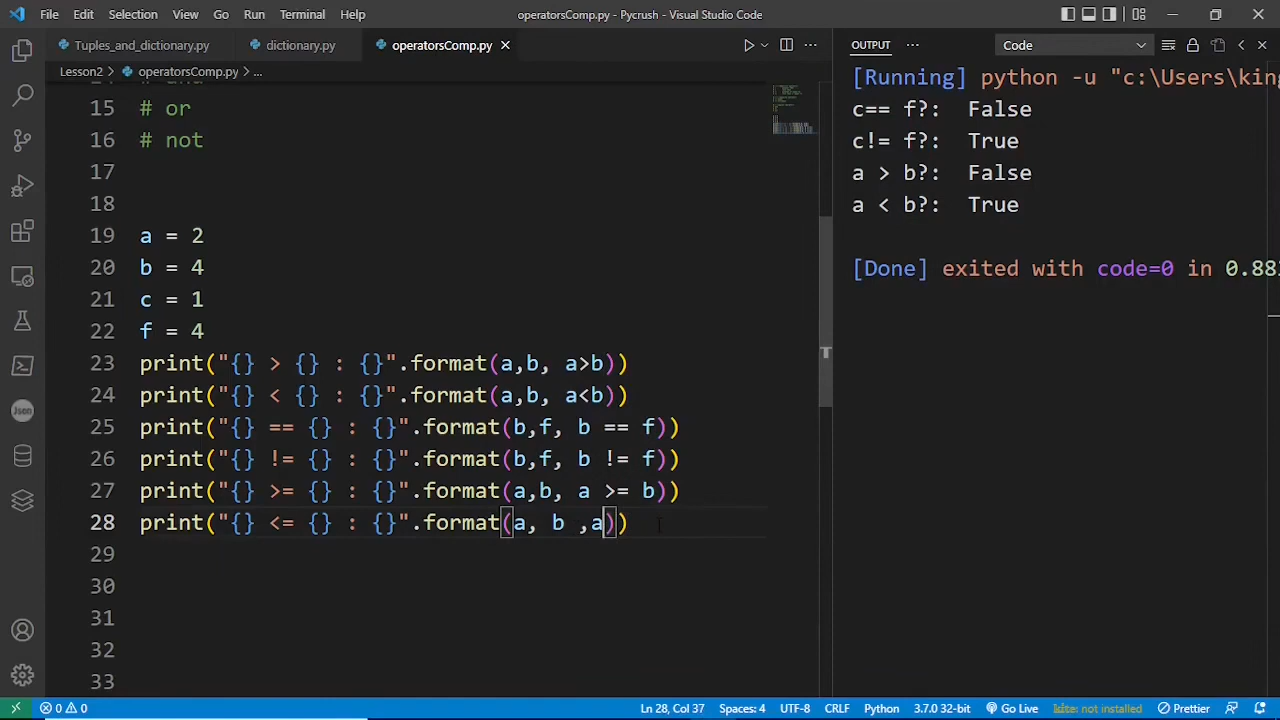 File Edit Selection View Go Run Terminal Help operatorsComp.py - Pycrush - Visual Studio Code
Tuples_and_dictionary.py dictionary.py operatorsComp.py
Lesson2 > operatorsComp.py > ...
15 # or
16 # not
17
18
19 a = 2
20 b = 4
21 c = 1
22 f = 4
23 print("{} > {} : {}".format(a,b, a>b))
24 print("{} < {} : {}".format(a,b, a<b))
25 print("{} == {} : {}".format(b,f, b == f))
26 print("{} != {} : {}".format(b,f, b != f))
27 print("{} >= {} : {}".format(a,b, a >= b))
28 print("{} <= {} : {}".format(a, b ,a))
29
30
31
32
33
OUTPUT ... Code
[Running] python -u "c:\Users\king
c== f?: False
c!= f?: True
a > b?: False
a < b?: True
[Done] exited with code=0 in 0.88
Json
0 0 Ln 28, Col 37 Spaces: 4 UTF-8 CRLF Python 3.7.0 32-bit Go Live kite: not installed Prettier